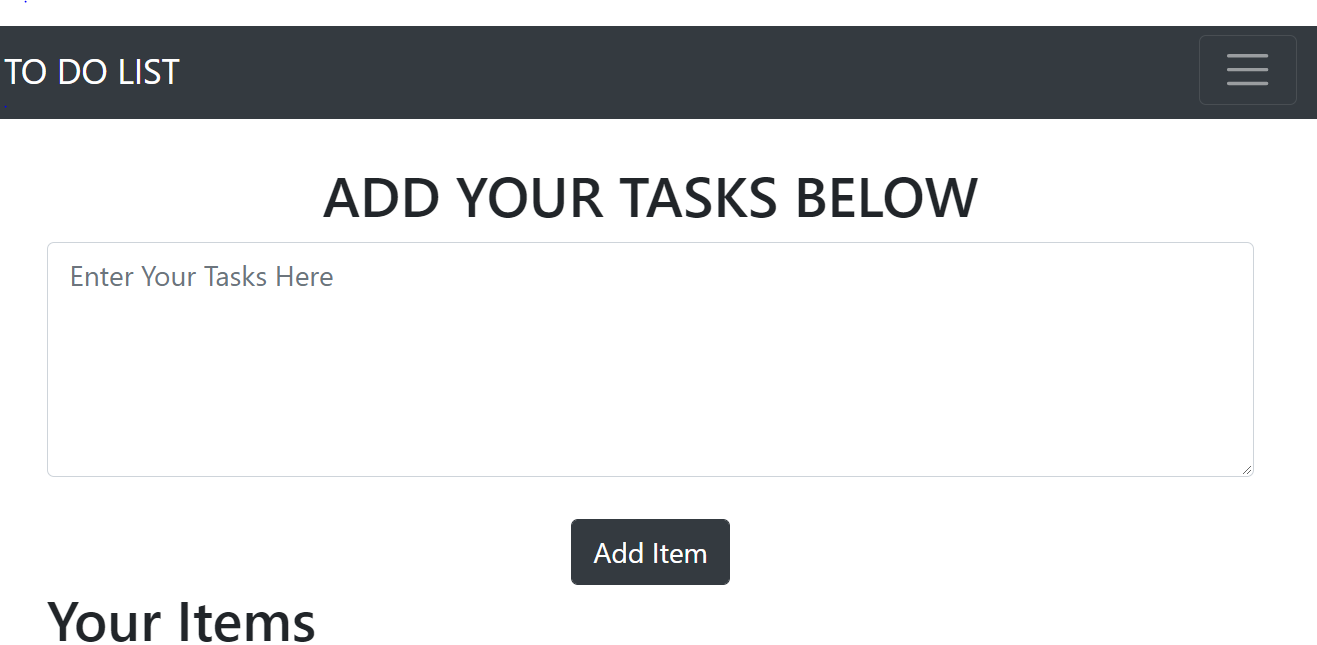 TO DO LIST
ADD YOUR TASKS BELOW
Enter Your Tasks Here
Add Item
Your Items